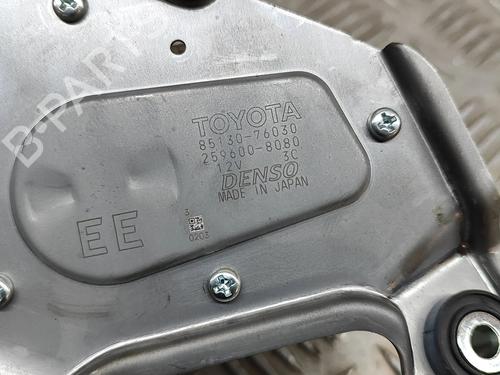 TOYOTA
85130-76030
259600-8080
12V 3C
DENSO
MADE IN JAPAN
EE
3
0203
B-PARTS